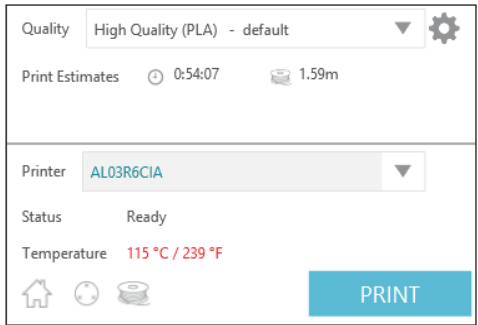 Quality High Quality (PLA) - default
Print Estimates 0:54:07 1.59m
Printer AL03R6CIA
Status Ready
Temperature 115 °C / 239 °F
PRINT